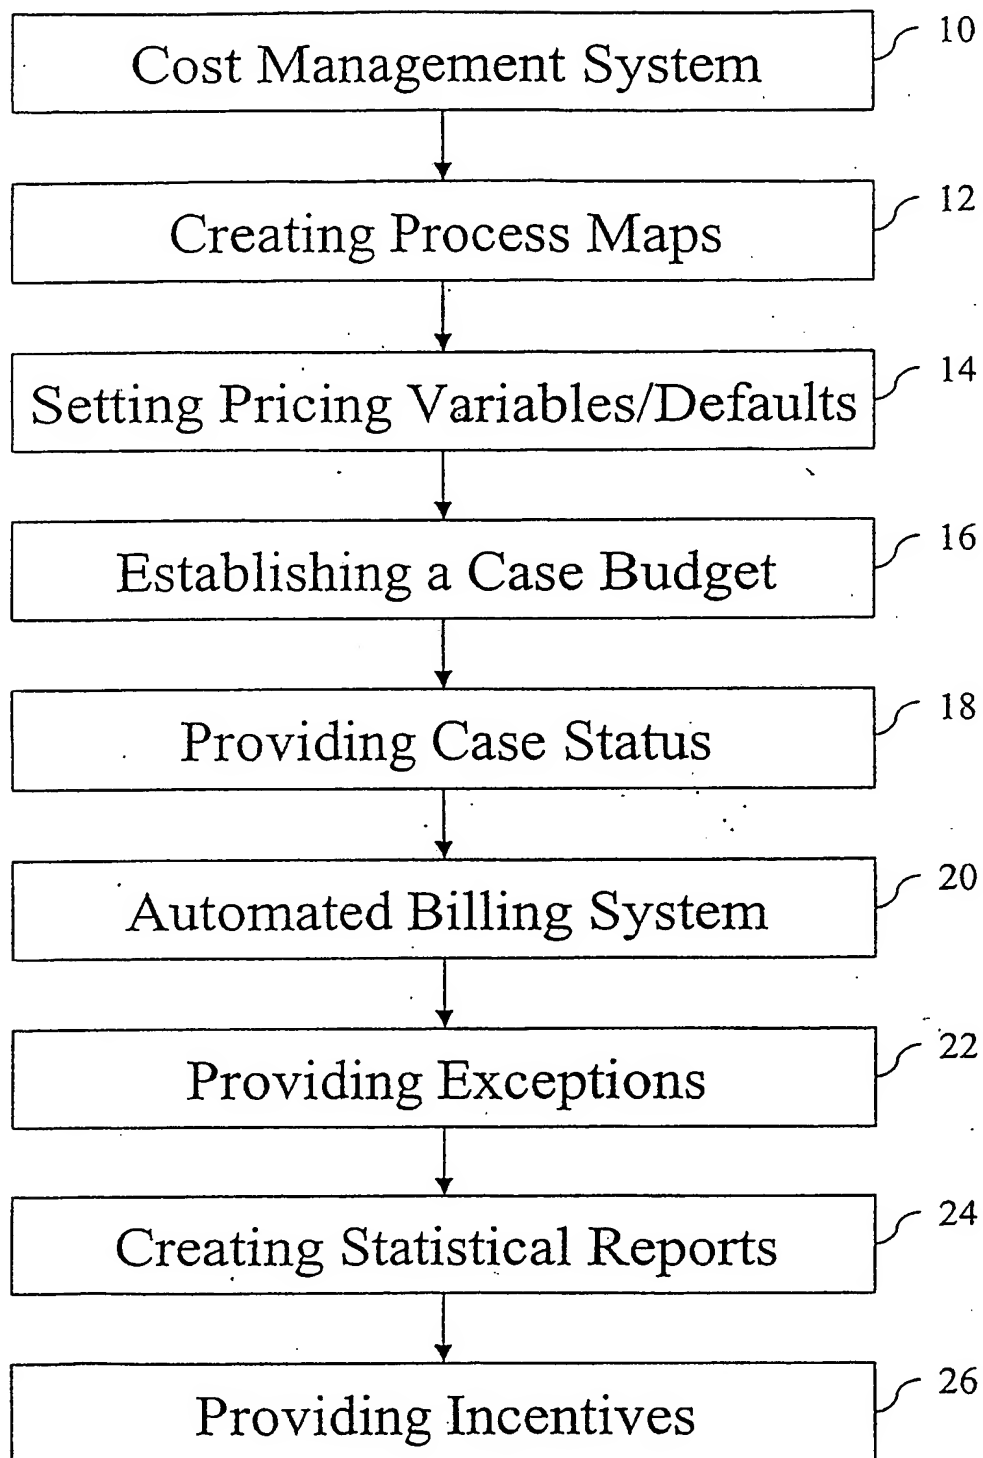 Cost Management System 10
Creating Process Maps 12
Setting Pricing Variables/Defaults 14
Establishing a Case Budget 16
Providing Case Status 18
Automated Billing System 20
Providing Exceptions 22
Creating Statistical Reports 24
Providing Incentives 26